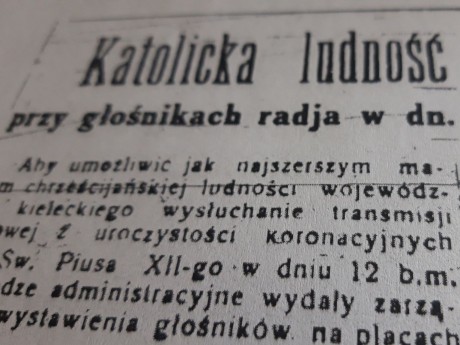 Katolicka ludność
przy głośnikach radja w dn.
Aby umożliwić jak najszerszym ma-
m chrześcijańskiej ludności wojewódz-
kieleckiego wysłuchanie transmisji
owej z uroczystości koronacyjnych
Św. Piusa XII-go w dniu 12 b.m.
dze administracyjne wydały zarzą-
wystawienia głośników na placach